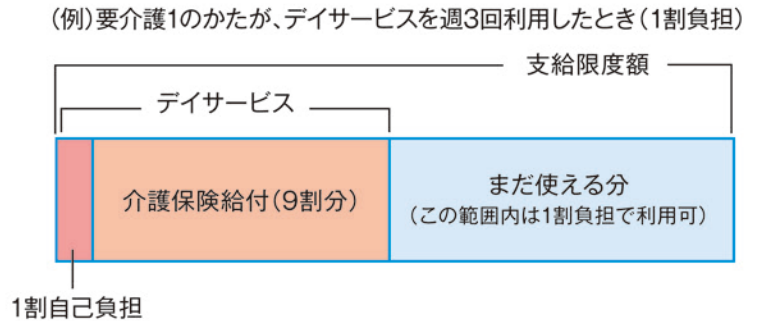 (例)要介護1のかたが、デイサービスを週3回利用したとき(1割負担)
支給限度額
デイサービス
介護保険給付(9割分)
まだ使える分
(この範囲内は1割負担で利用可)
1割自己負担